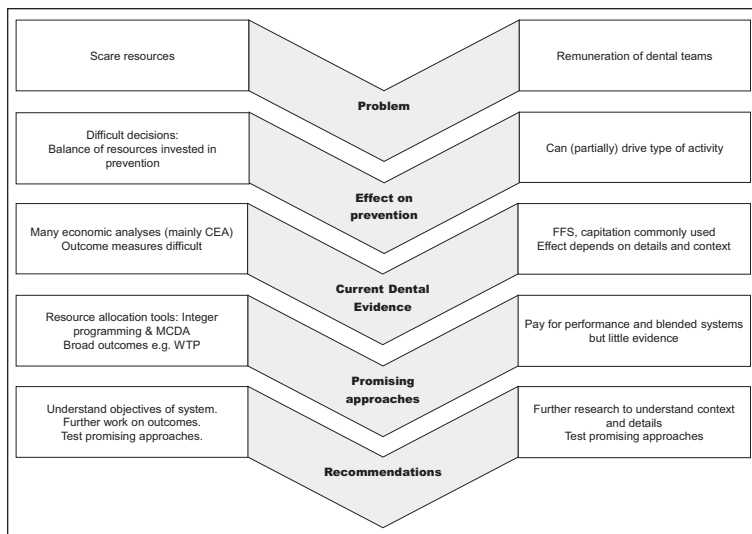 Scare resources
Remuneration of dental teams
Problem
Difficult decisions:
Balance of resources invested in
prevention
Can (partially) drive type of activity
Effect on
prevention
Many economic analyses (mainly CEA)
Outcome measures difficult
FFS, capitation commonly used
Effect depends on details and context
Current Dental
Evidence
Resource allocation tools: Integer
programming & MCDA
Broad outcomes e.g. WTP
Pay for performance and blended systems
but little evidence
Promising
approaches
Understand objectives of system.
Further work on outcomes.
Test promising approaches.
Further research to understand context
and details
Test promising approaches
Recommendations